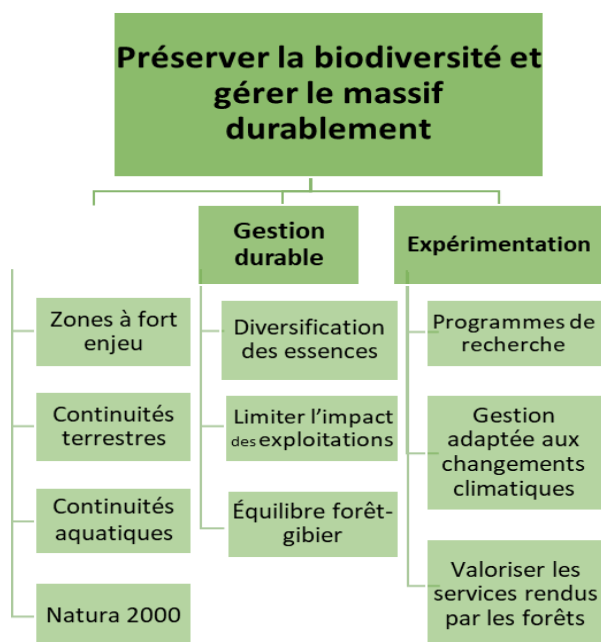 Préserver la biodiversité et
gérer le massif
durablement
Zones à fort
enjeu
Continuités
terrestres
Continuités
aquatiques
Natura 2000
Gestion
durable
Diversification
des essences
Limiter l’impact
des exploitations
Équilibre forêt-
gibier
Expérimentation
Programmes de
recherche
Gestion
adaptée aux
changements
climatiques
Valoriser les
services rendus
par les forêts